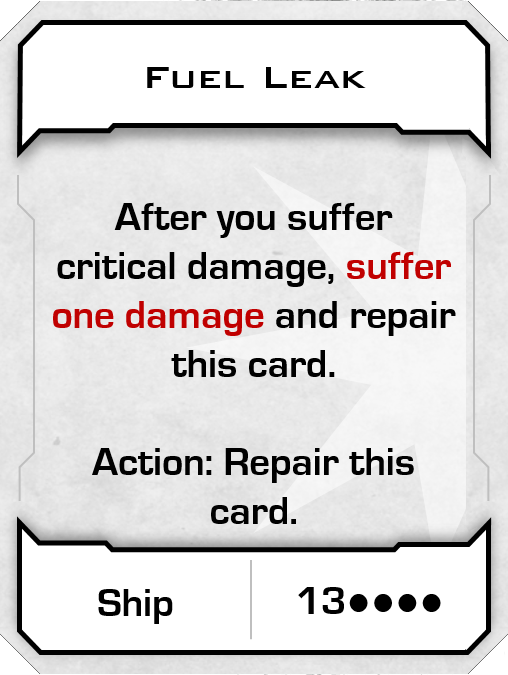 Fuel Leak
After you suffer
critical damage, suffer
one damage and repair
this card.
Action: Repair this
card.
Ship
13●●●●